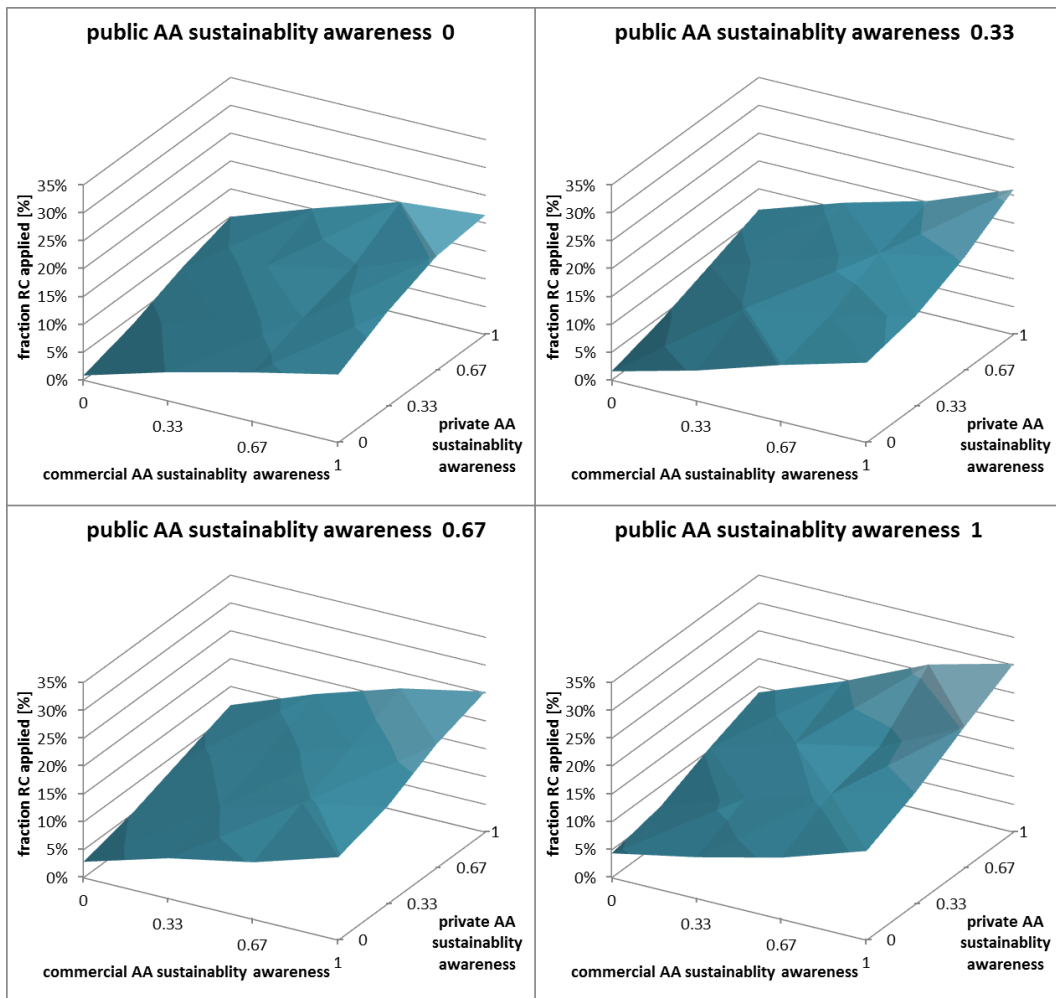 public AA sustainablity awareness 0
fraction RC applied [%]
35%
30%
25%
20%
15%
10%
5%
0%
0
0.33
0.67
1
commercial AA sustainablity awareness
0
0.33
0.67
1
private AA
sustainablity
awareness
public AA sustainablity awareness 0.33
fraction RC applied [%]
35%
30%
25%
20%
15%
10%
5%
0%
0
0.33
0.67
1
commercial AA sustainablity awareness
0
0.33
0.67
1
private AA
sustainablity
awareness
public AA sustainablity awareness 0.67
fraction RC applied [%]
35%
30%
25%
20%
15%
10%
5%
0%
0
0.33
0.67
1
commercial AA sustainablity awareness
0
0.33
0.67
1
private AA
sustainablity
awareness
public AA sustainablity awareness 1
fraction RC applied [%]
35%
30%
25%
20%
15%
10%
5%
0%
0
0.33
0.67
1
commercial AA sustainablity awareness
0
0.33
0.67
1
private AA
sustainablity
awareness